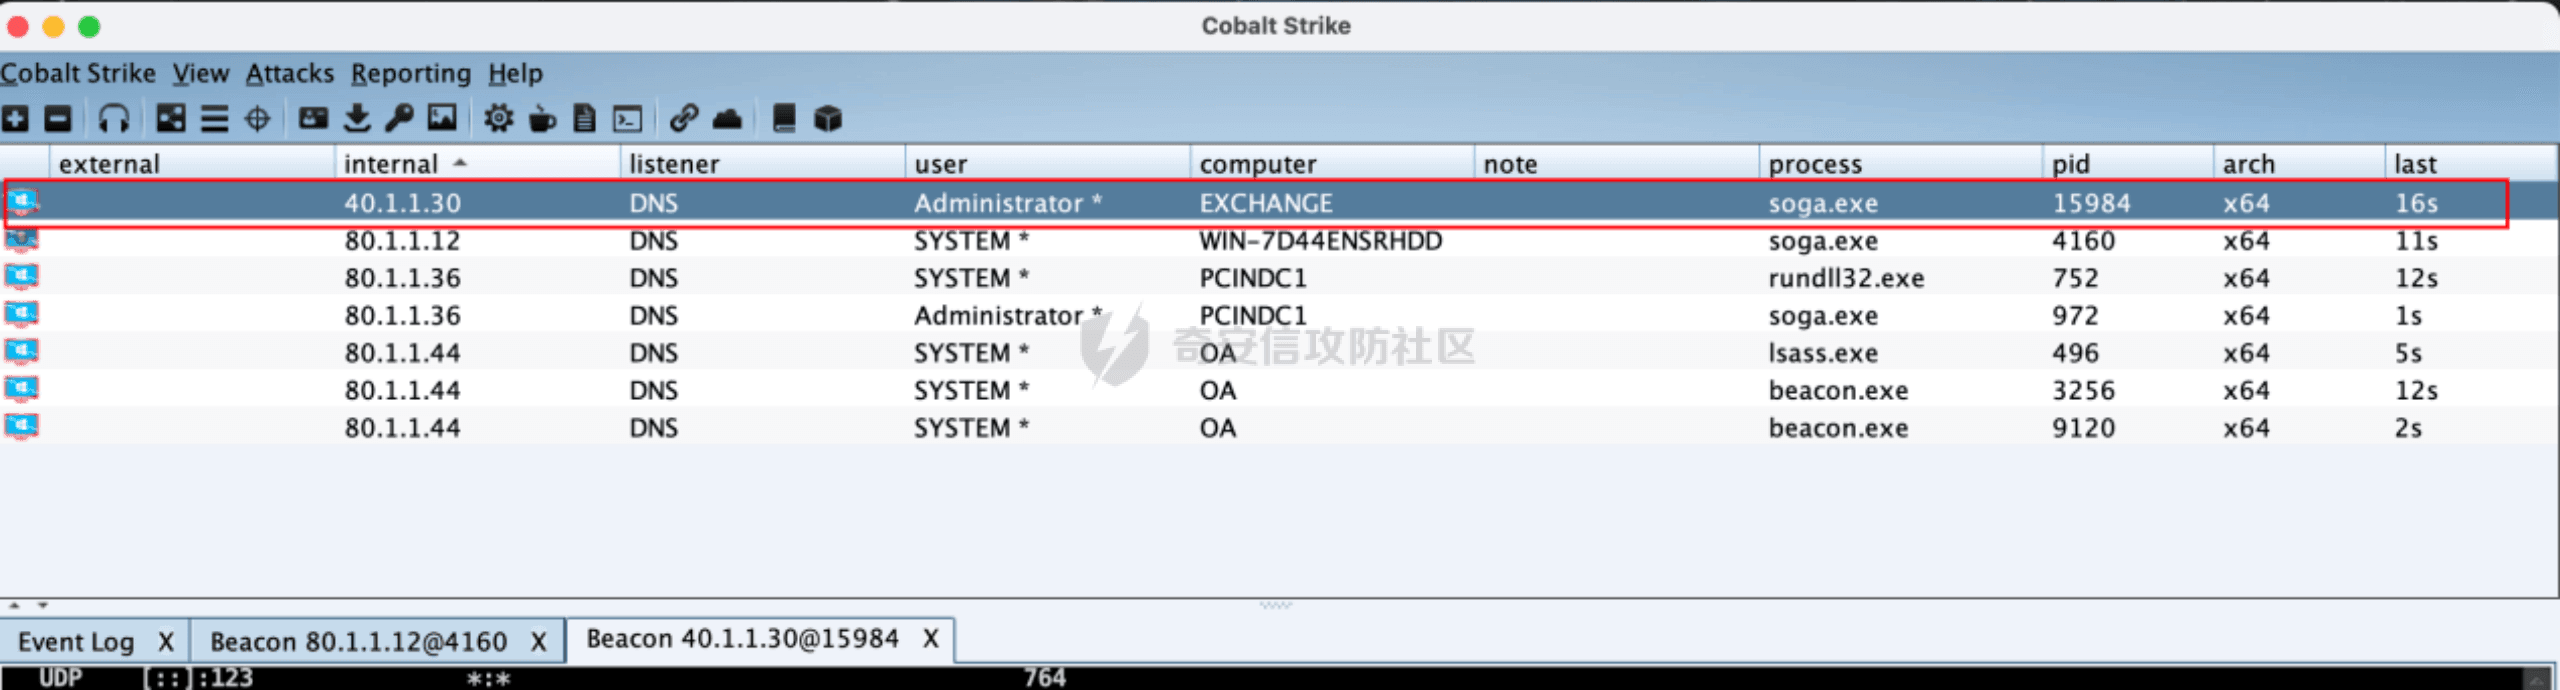 Cobalt Strike
Cobalt Strike View Attacks Reporting Help
external internal listener user computer note process pid arch last
40.1.1.30 DNS Administrator * EXCHANGE soga.exe 15984 x64 16s
80.1.1.12 DNS SYSTEM * WIN-7D44ENSRHDD soga.exe 4160 x64 11s
80.1.1.36 DNS SYSTEM * PCINDC1 rundll32.exe 752 x64 12s
80.1.1.36 DNS Administrator * PCINDC1 soga.exe 972 x64 1s
奇安信攻防社区
80.1.1.44 DNS SYSTEM * OA lsass.exe 496 x64 5s
80.1.1.44 DNS SYSTEM * OA beacon.exe 3256 x64 12s
80.1.1.44 DNS SYSTEM * OA beacon.exe 9120 x64 2s
Event Log X Beacon 80.1.1.12@4160 X Beacon 40.1.1.30@15984 X
UDP [::]:123 *:* 764